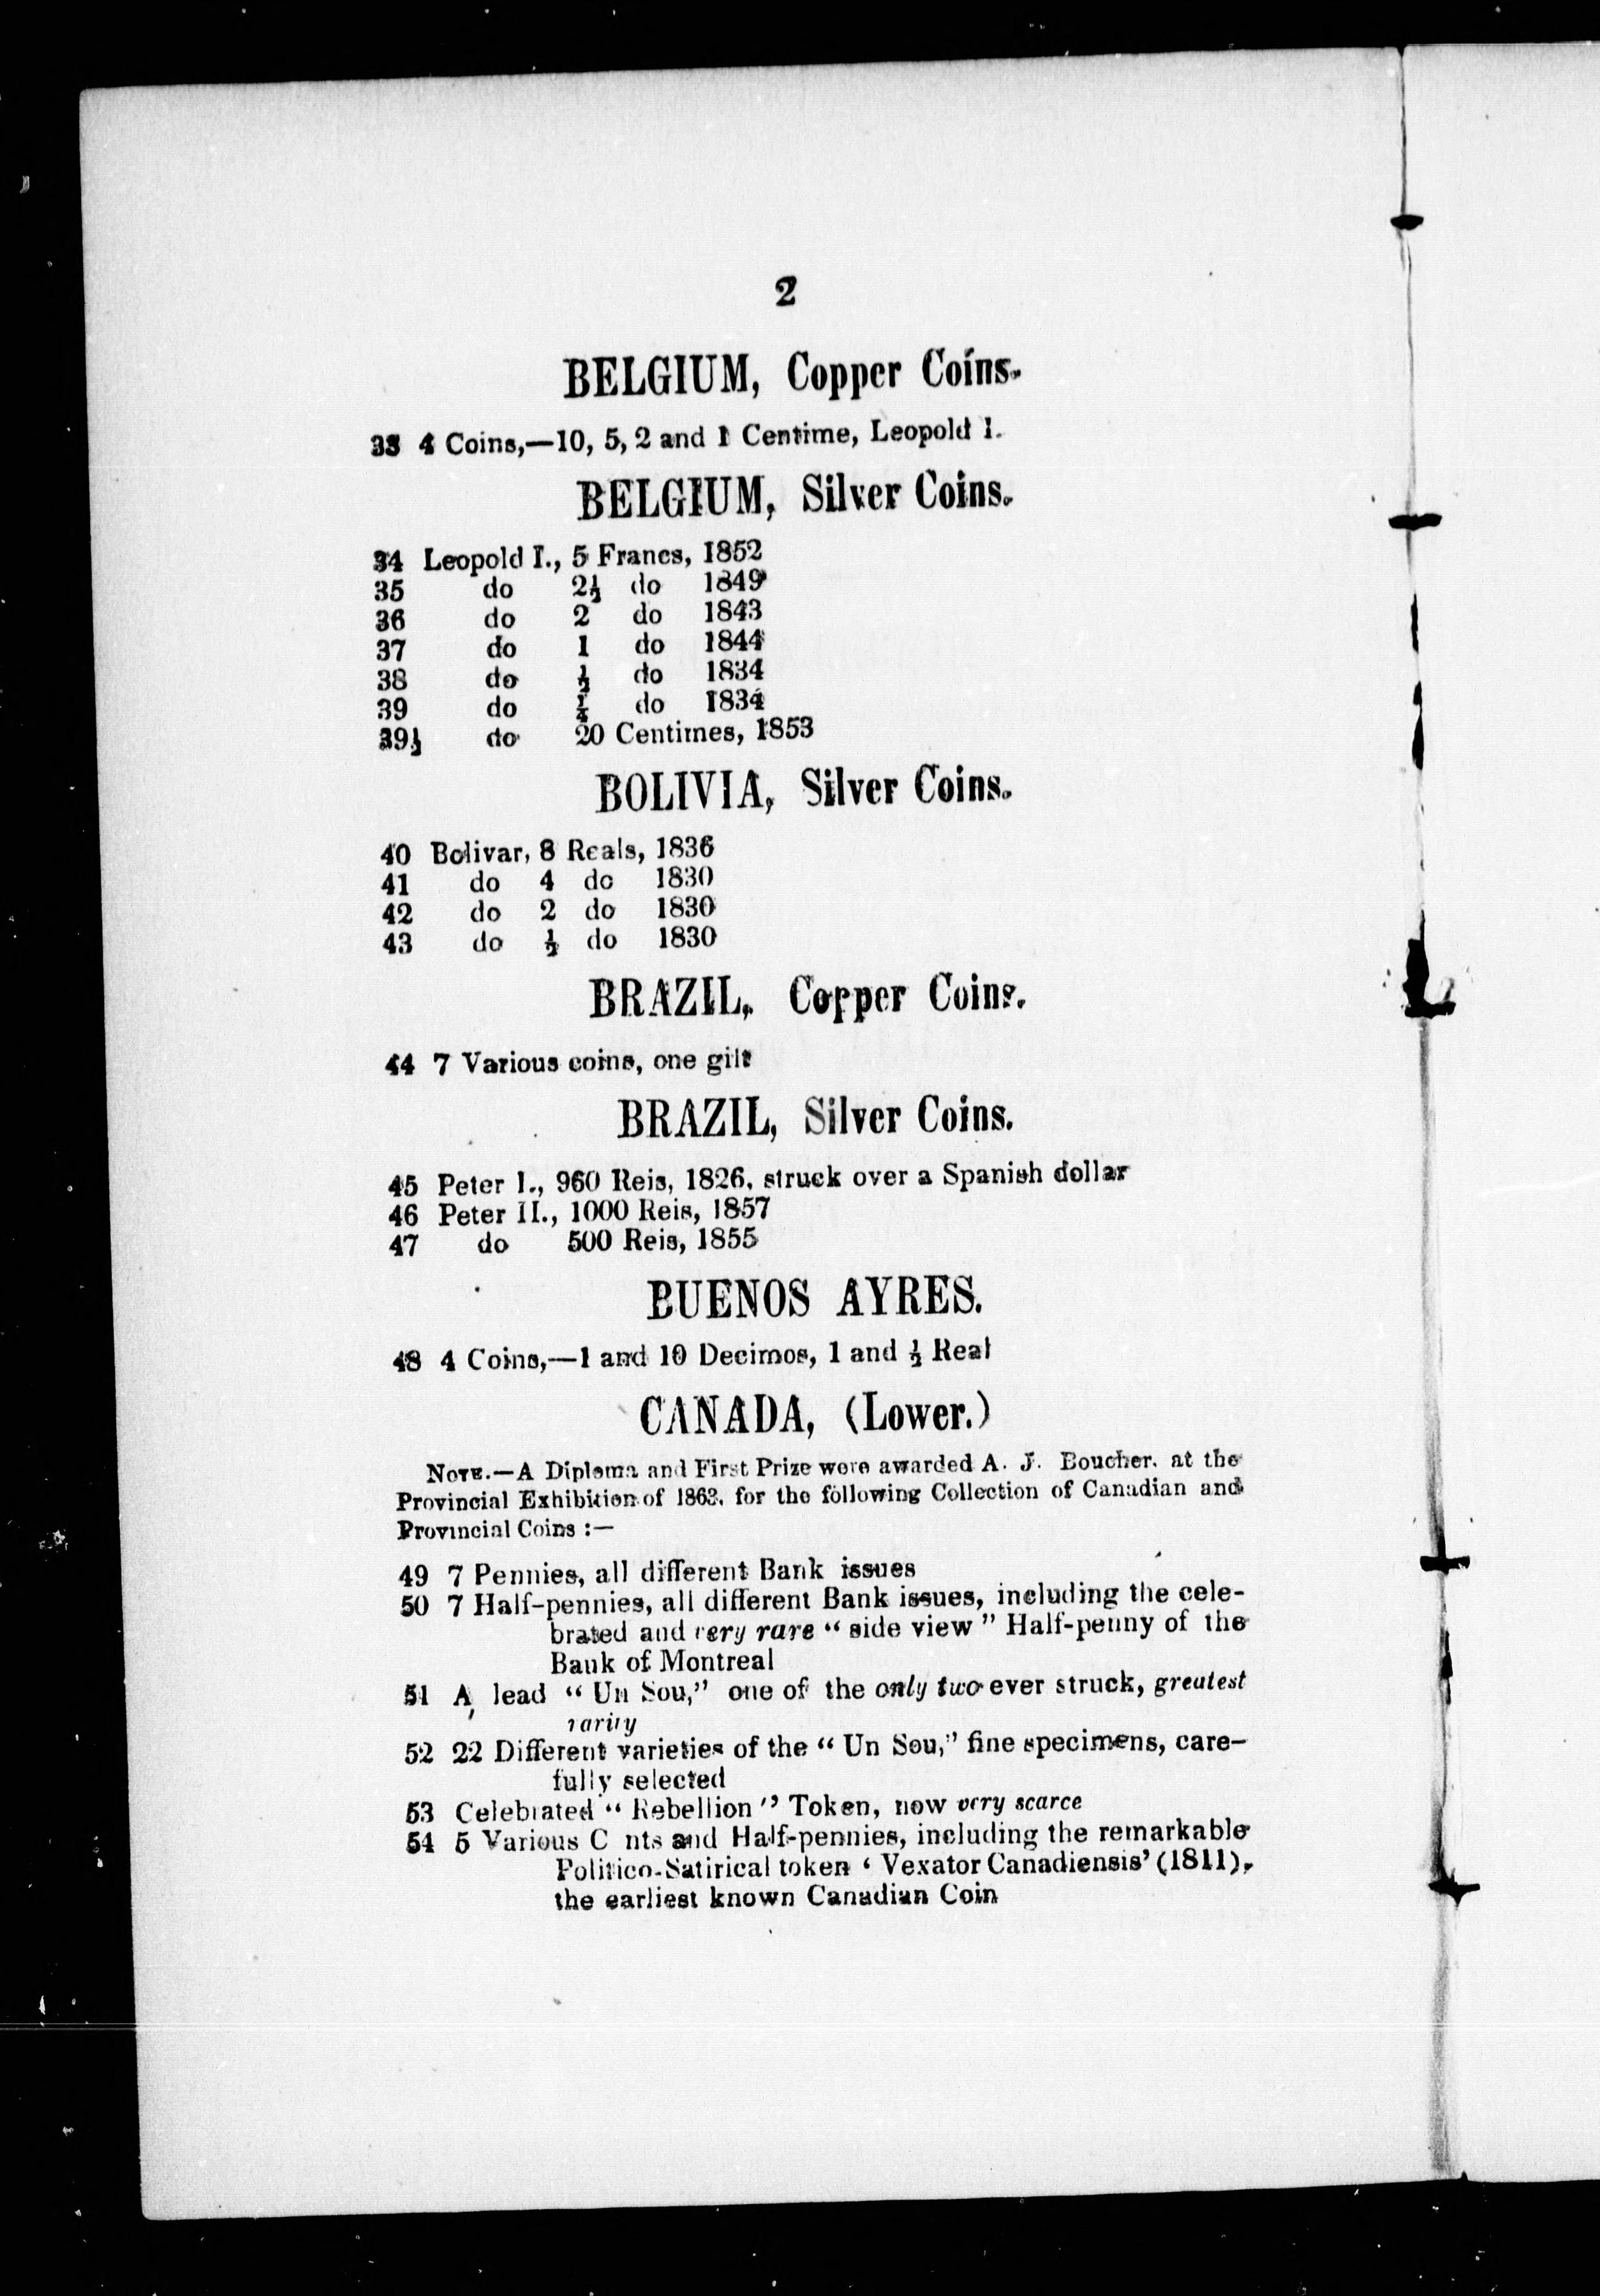 2
BELGIUM, Copper Coins.
33 4 Coins,—10, 5, 2 and 1 Centime, Leopold I.
BELGIUM, Silver Coins.
34 Leopold I., 5 Francs, 1852
35 do 2½ do 1849
36 do 2 do 1843
37 do 1 do 1844
38 do ½ do 1834
39 do ¼ do 1834
39½ do 20 Centimes, 1853
BOLIVIA, Silver Coins.
40 Bolivar, 8 Reals, 1836
41 do 4 do 1830
42 do 2 do 1830
43 do ½ do 1830
BRAZIL, Copper Coins.
44 7 Various coins, one gilt
BRAZIL, Silver Coins.
45 Peter I., 960 Reis, 1826, struck over a Spanish dollar
46 Peter II., 1000 Reis, 1857
47 do 500 Reis, 1855
BUENOS AYRES.
48 4 Coins,—1 and 10 Decimos, 1 and ½ Real
CANADA, (Lower.)
NOTE.—A Diploma and First Prize were awarded A. J. Boucher, at the
Provincial Exhibition of 1863, for the following Collection of Canadian and
Provincial Coins :—
49 7 Pennies, all different Bank issues
50 7 Half-pennies, all different Bank issues, including the cele-
brated and very rare “ side view ” Half-penny of the
Bank of Montreal
51 A lead “ Un Sou,” one of the only two ever struck, greatest
rarity
52 22 Different varieties of the “ Un Sou,” fine specimens, care-
fully selected
53 Celebrated “ Rebellion ” Token, now very scarce
54 5 Various C nts and Half-pennies, including the remarkable
Politico-Satirical token ‘ Vexator Canadiensis’ (1811),
the earliest known Canadian Coin